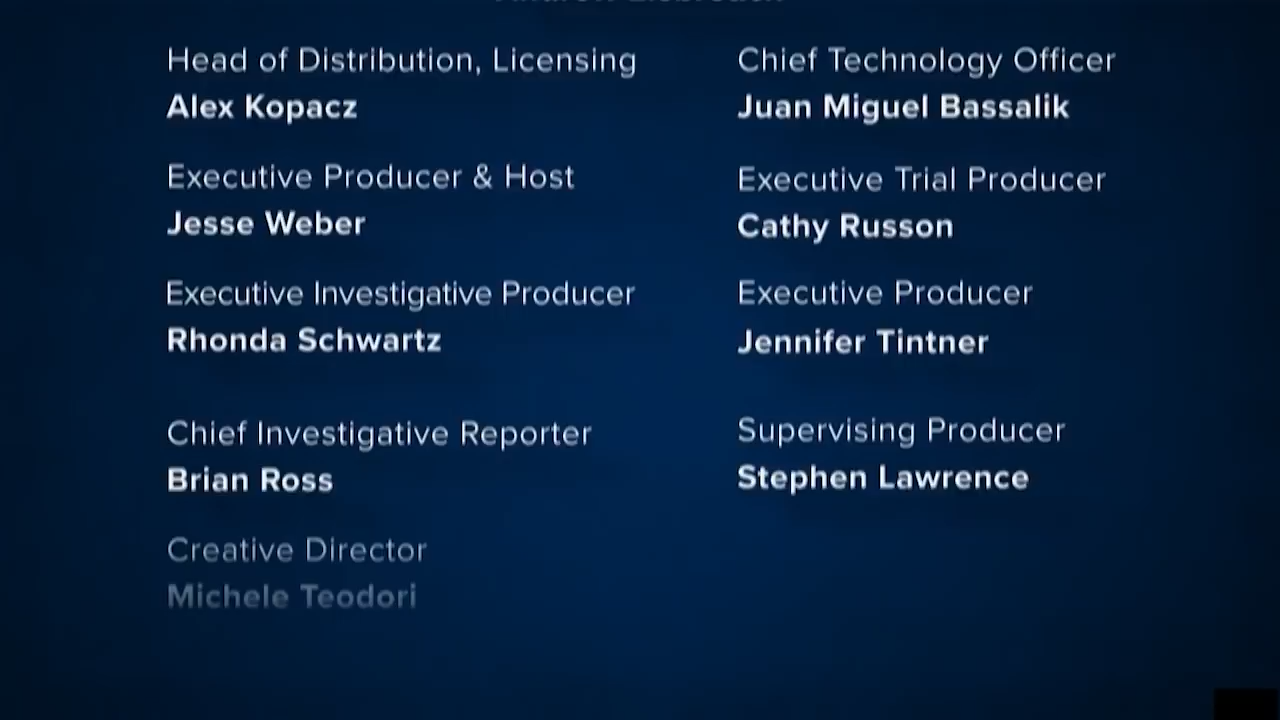 Head of Distribution, Licensing
Alex Kopacz
Executive Producer & Host
Jesse Weber
Executive Investigative Producer
Rhonda Schwartz
Chief Investigative Reporter
Brian Ross
Creative Director
Michele Teodori
Chief Technology Officer
Juan Miguel Bassalik
Executive Trial Producer
Cathy Russon
Executive Producer
Jennifer Tintner
Supervising Producer
Stephen Lawrence